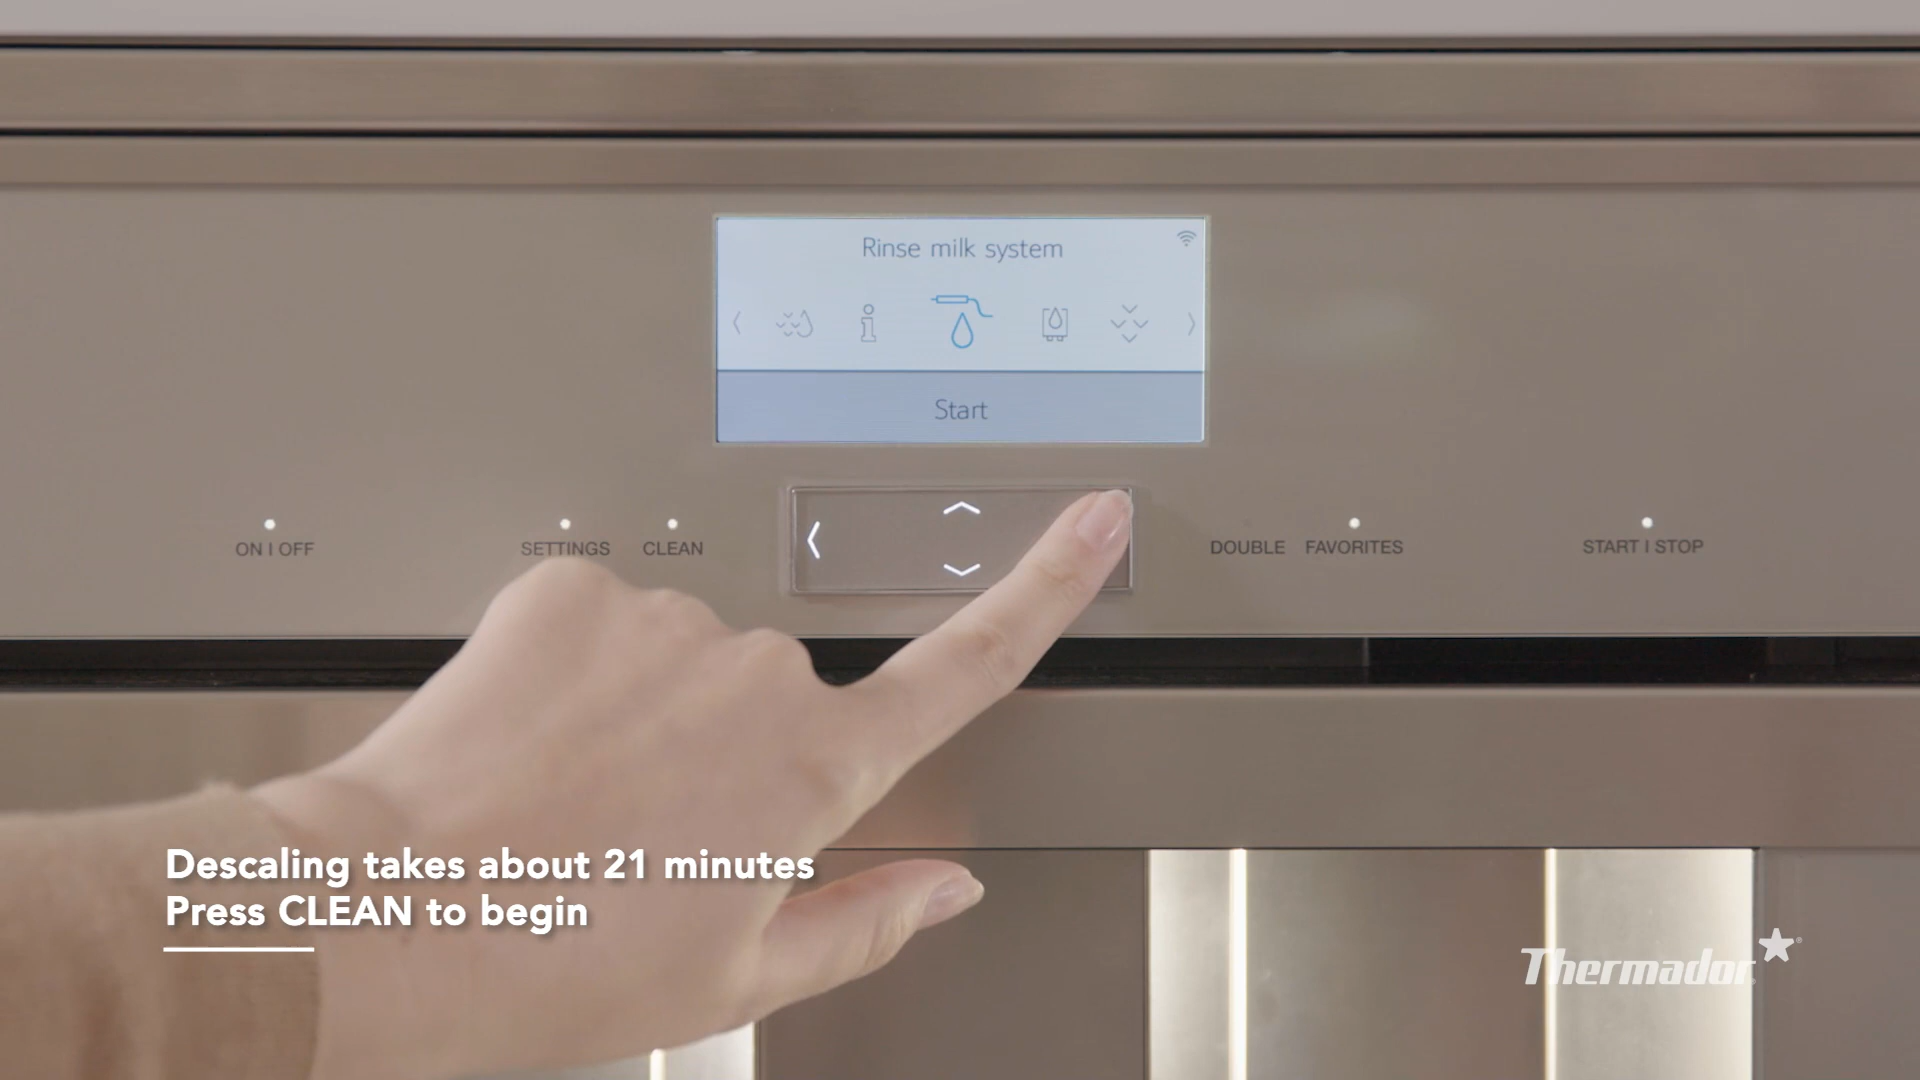 Rinse milk system
Start
ON I OFF
SETTINGS
CLEAN
DOUBLE
FAVORITES
START I STOP
Descaling takes about 21 minutes
Press CLEAN to begin
Thermador